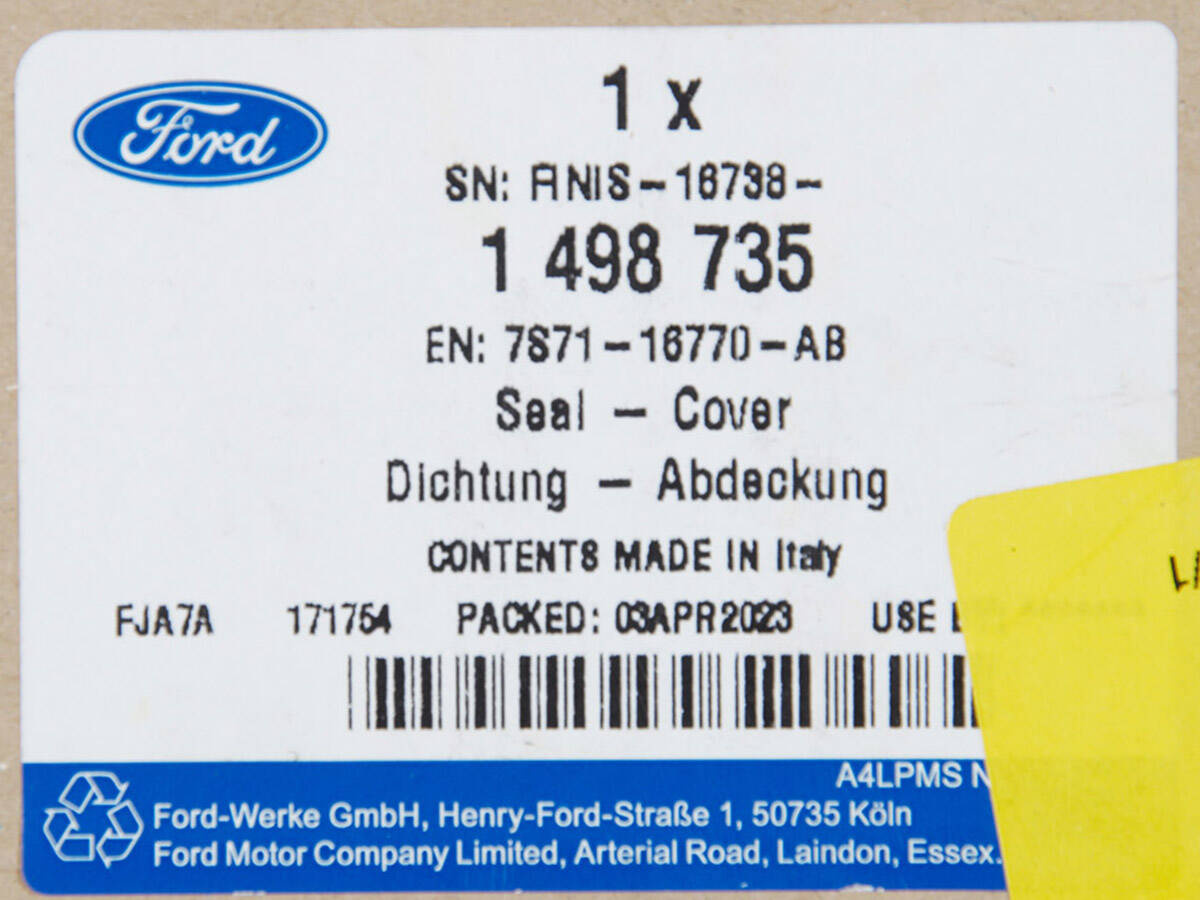 Ford
1 x
SN: FINIS-16738-
1 498 735
EN: 7S71-16770-AB
Seal - Cover
Dichtung - Abdeckung
CONTENTS MADE IN Italy
FJA7A 171754 PACKED: 03APR2023 USE
A4LPMS N
Ford-Werke GmbH, Henry-Ford-Straße 1, 50735 Köln
Ford Motor Company Limited, Arterial Road, Laindon, Essex.